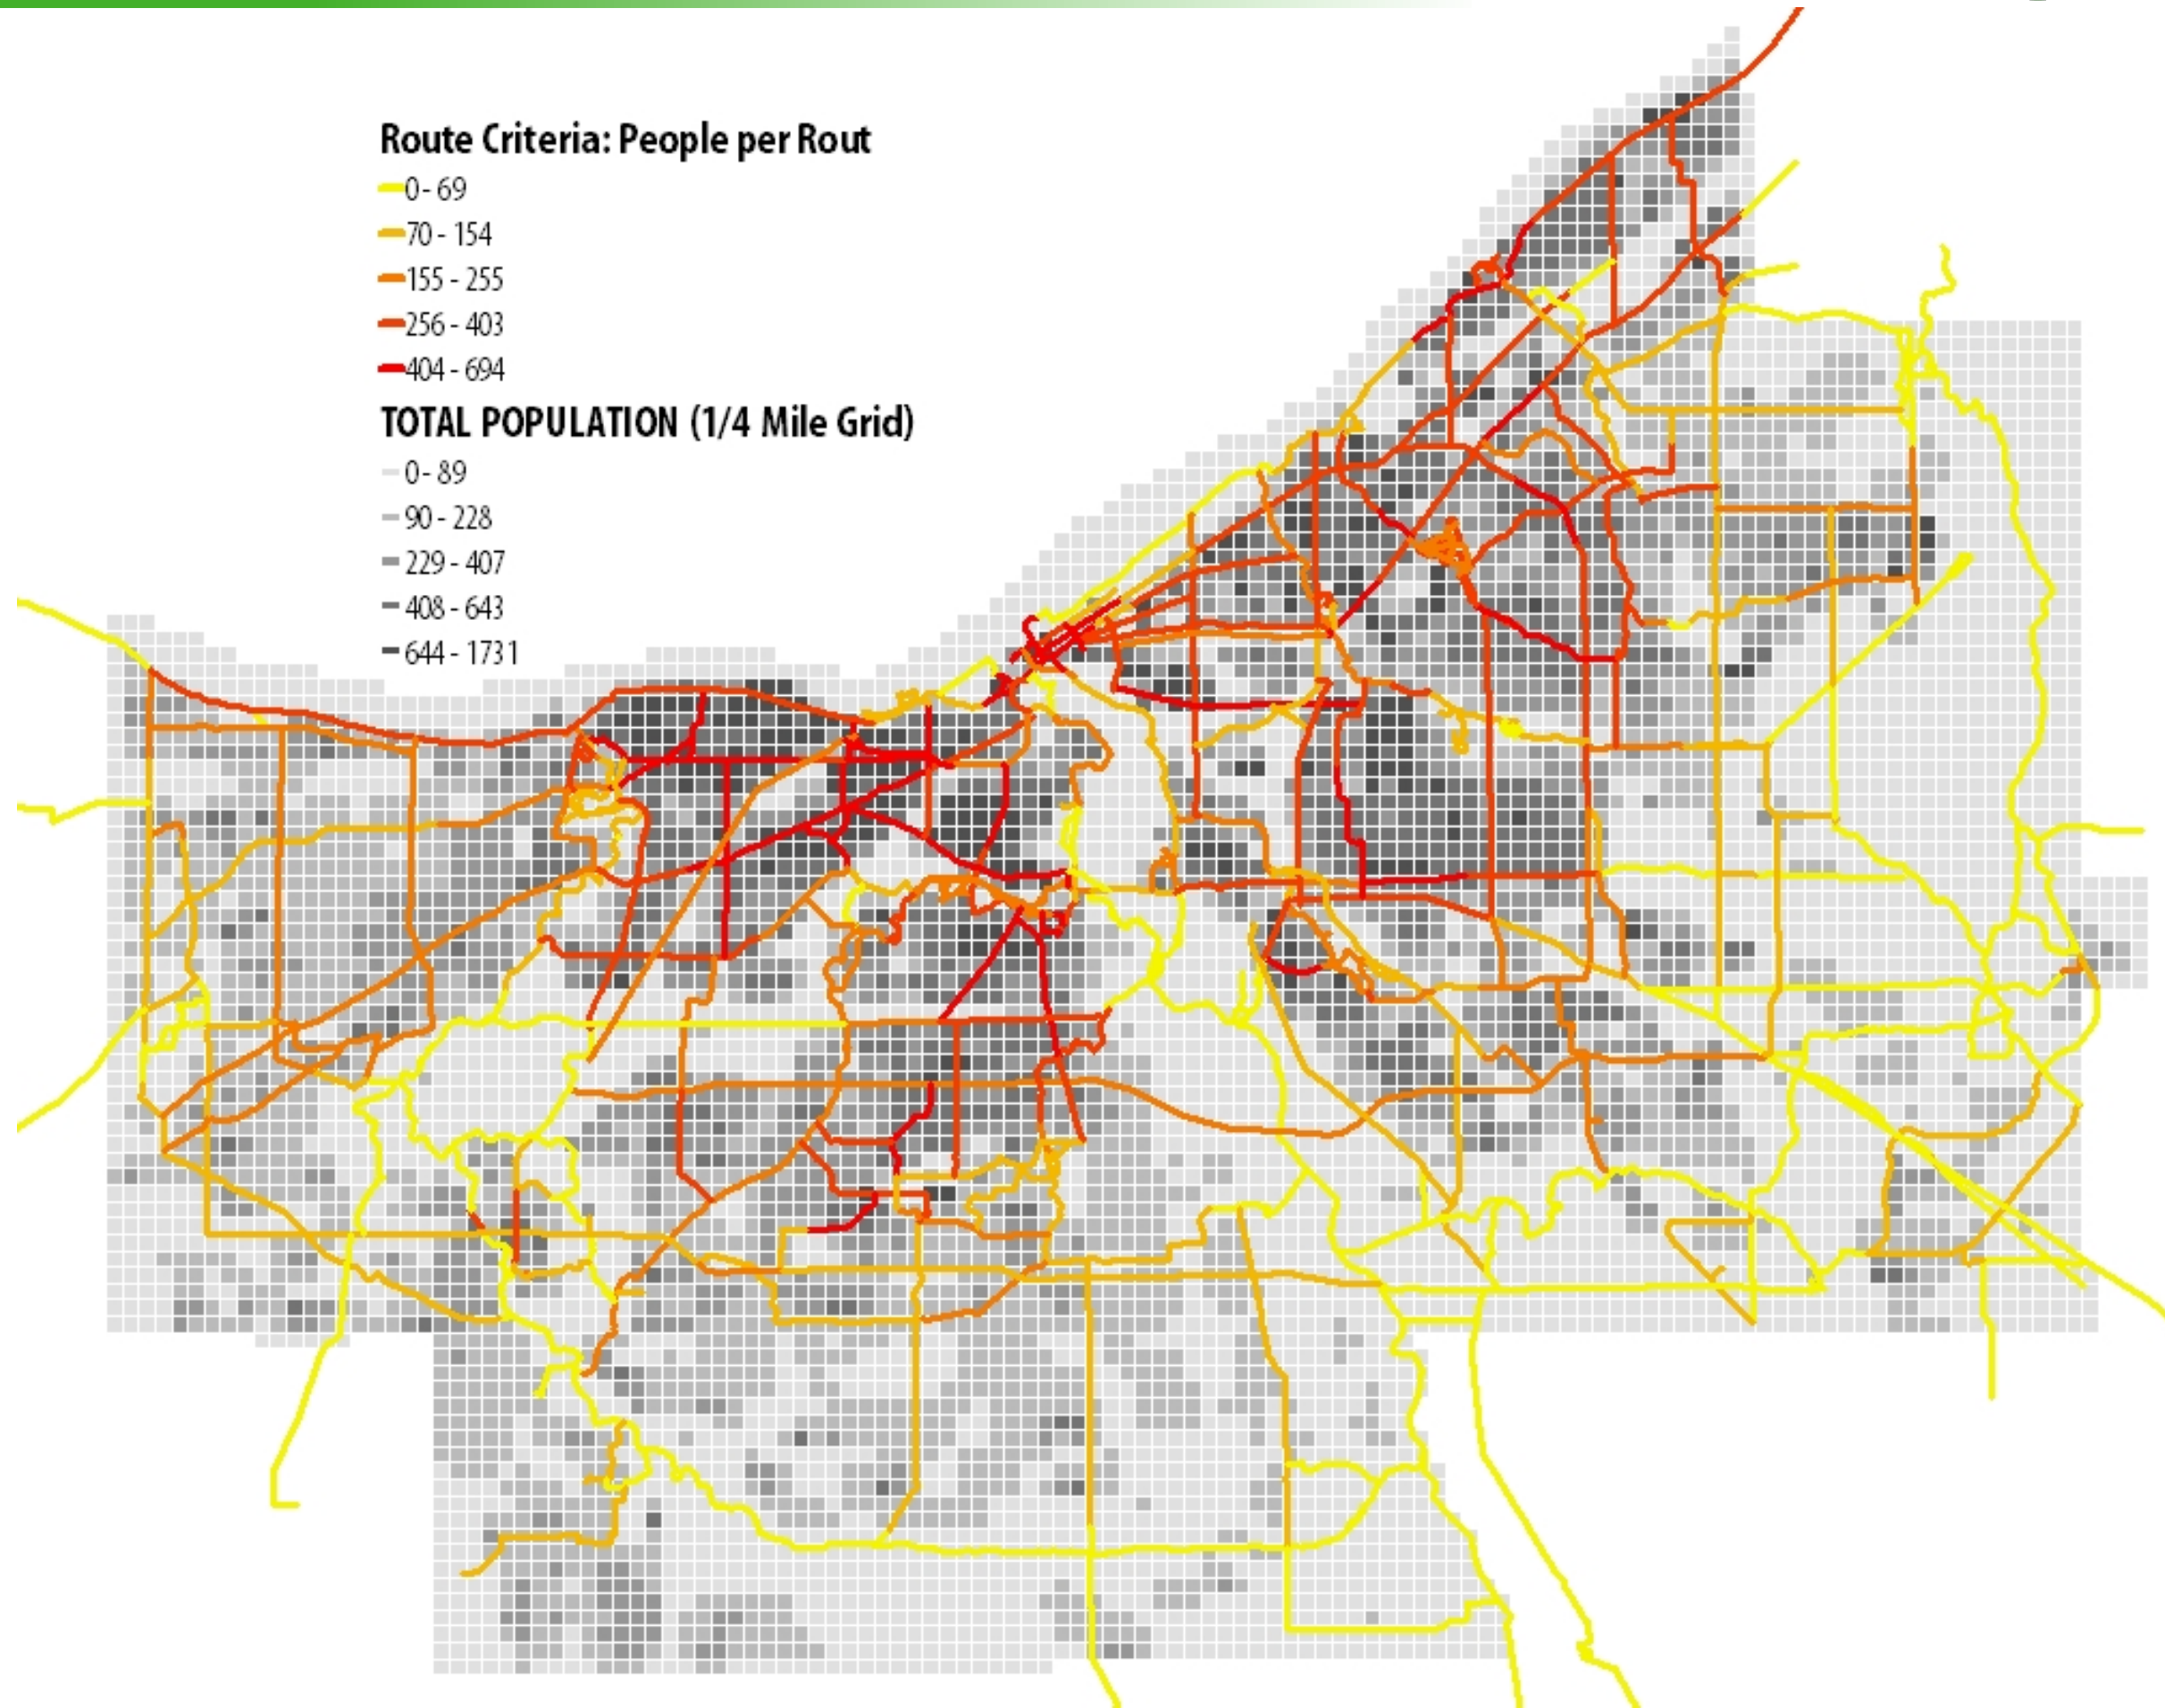 Route Criteria: People per Rout
0 - 69
70 - 154
155 - 255
256 - 403
404 - 694
TOTAL POPULATION (1/4 Mile Grid)
0 - 89
90 - 228
229 - 407
408 - 643
644 - 1731